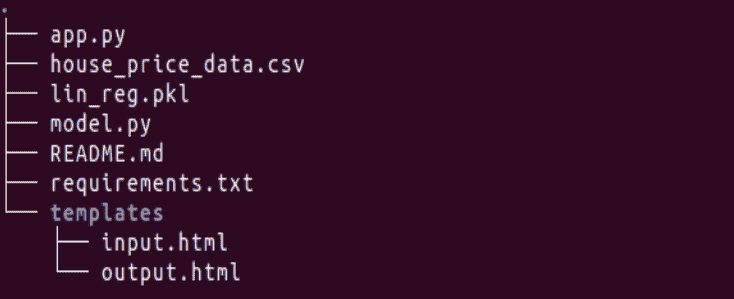 .
├── app.py
├── house_price_data.csv
├── lin_reg.pkl
├── model.py
├── README.md
├── requirements.txt
└── templates
    ├── input.html
    └── output.html